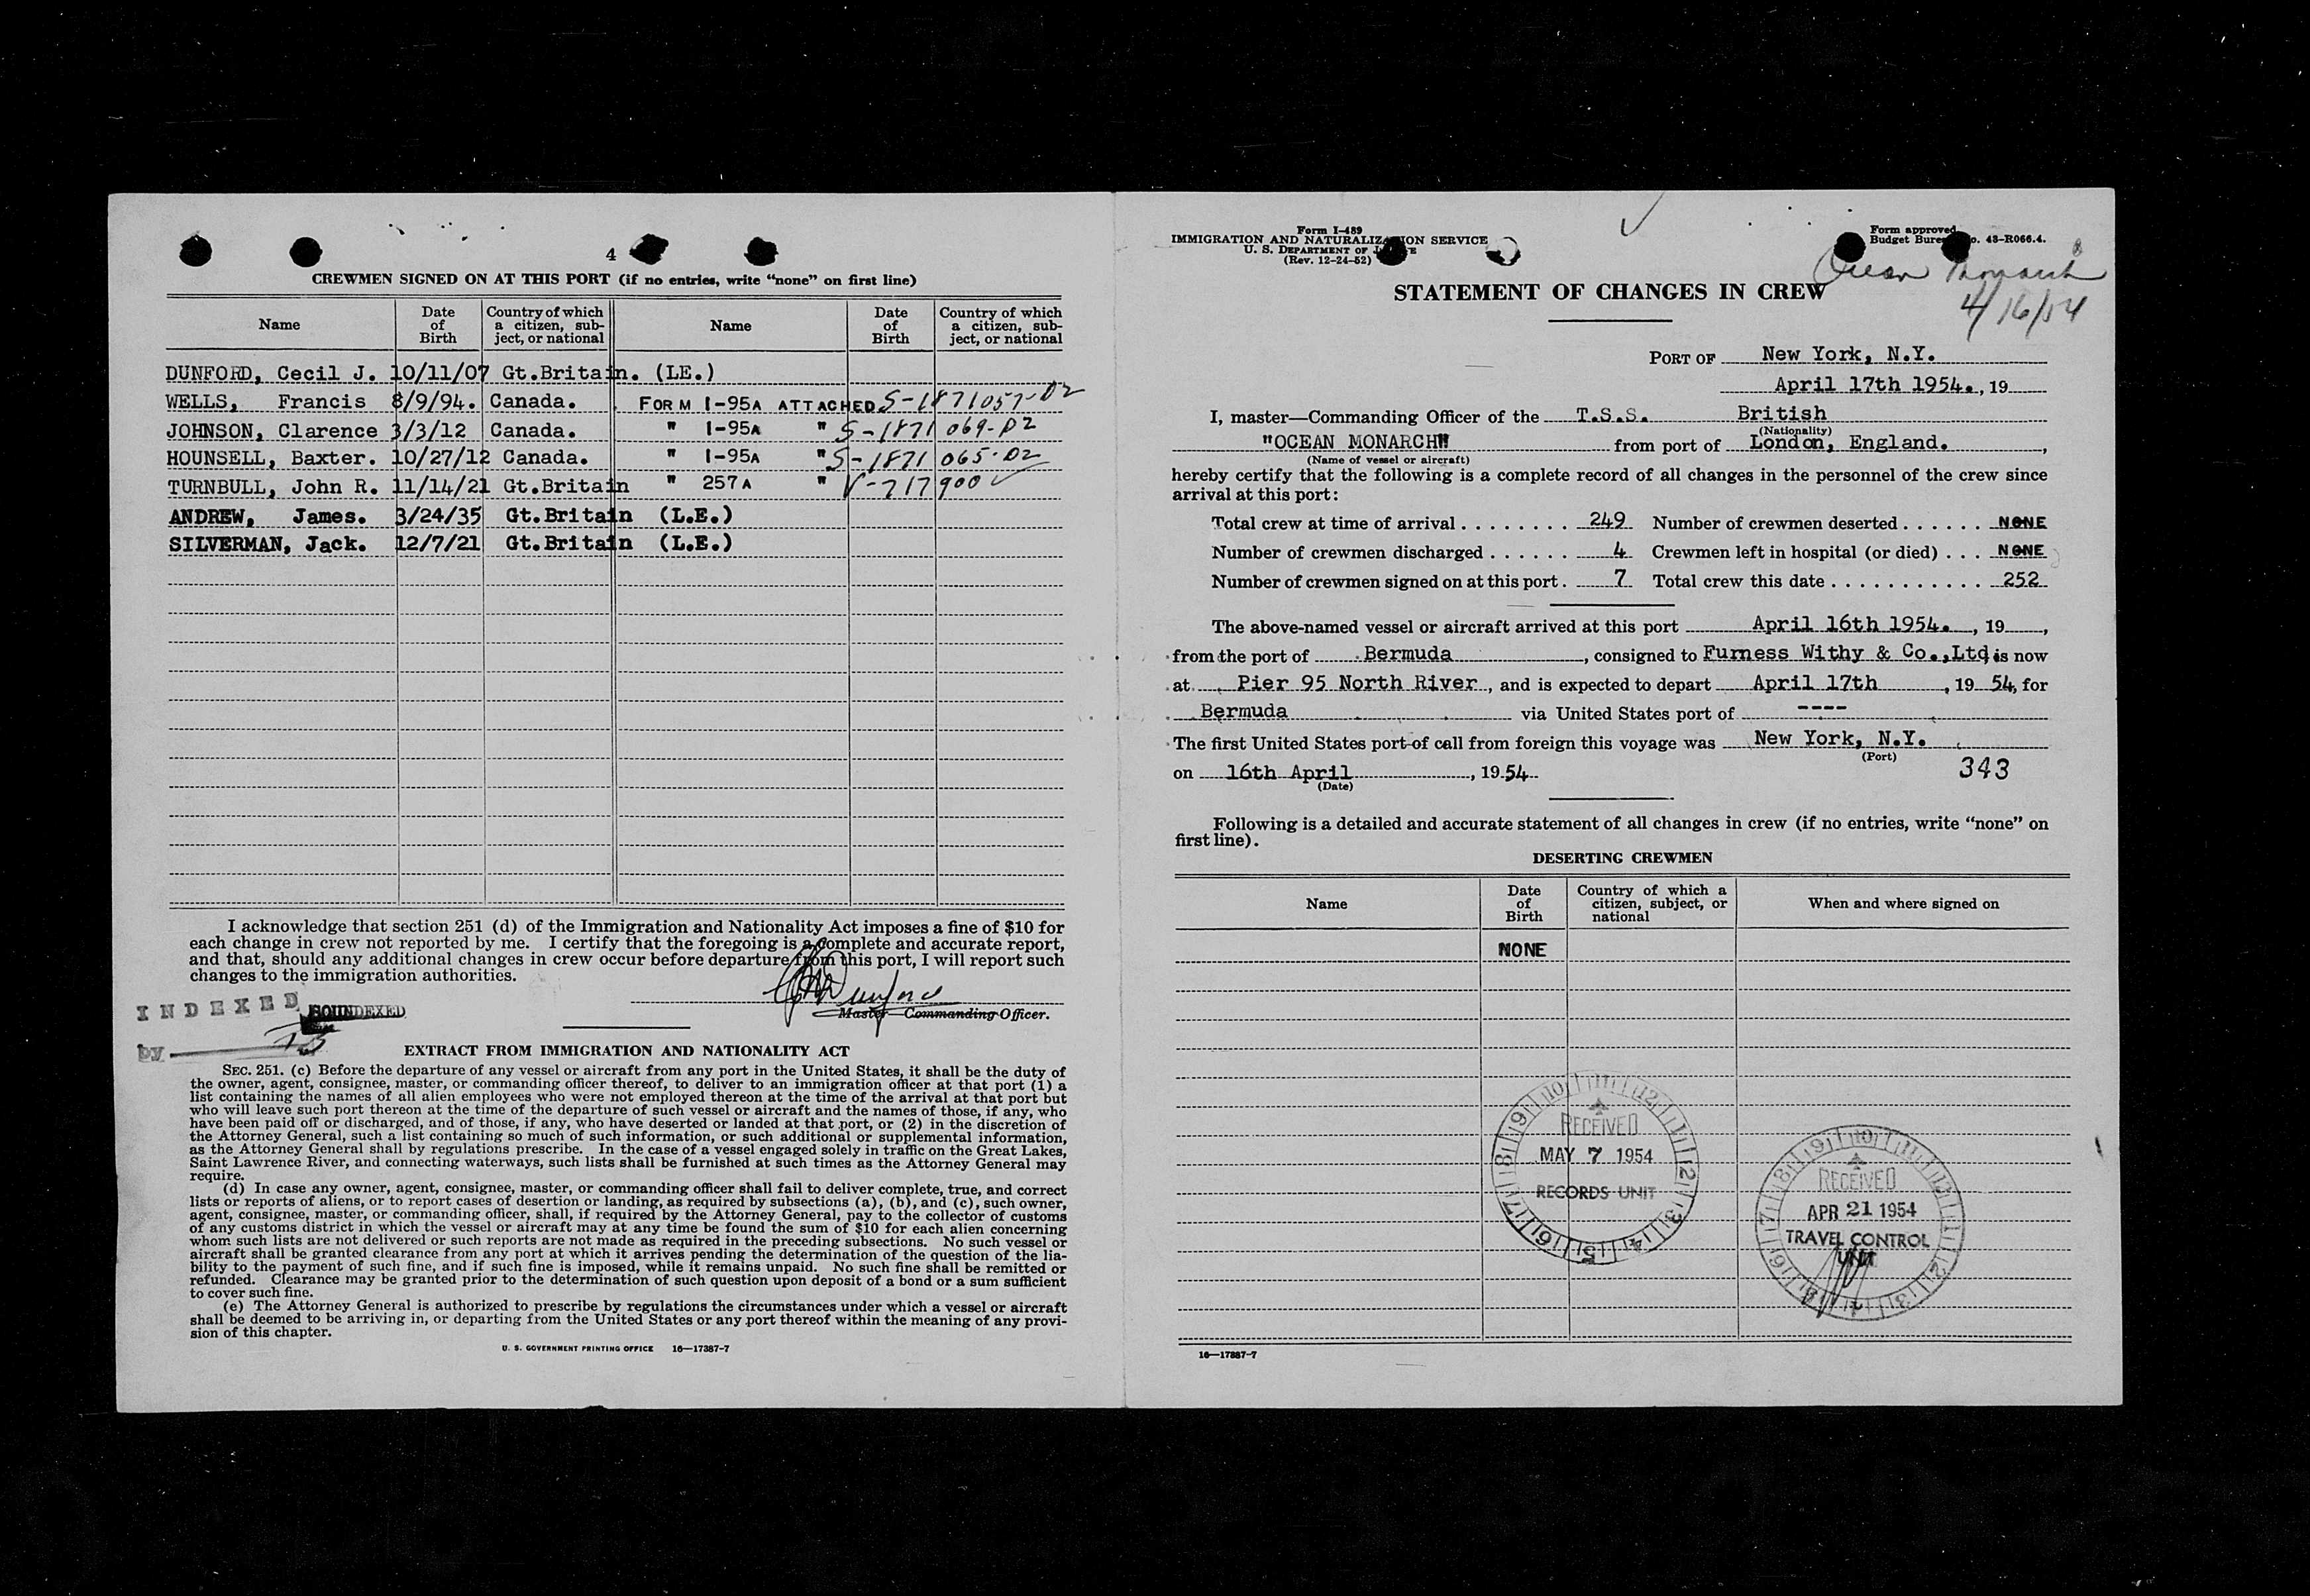 4
CREWMEN SIGNED ON AT THIS PORT (if no entries, write “none” on first line)
Name Date of Birth Country of which a citizen, subject, or national Name Date of Birth Country of which a citizen, subject, or national
DUNFORD, Cecil J. 10/11/07 Gt.Britain. (LE.)
WELLS, Francis 8/9/94. Canada. FORM I-95A ATTACHED S-1871057-D2
JOHNSON, Clarence 3/3/12 Canada. " I-95A " S-1871069-D2
HOUNSELL, Baxter. 10/27/12 Canada. " I-95A " S-1871065-D2
TURNBULL, John R. 11/14/21 Gt.Britain " 257A " V-717900
ANDREW, James. 3/24/35 Gt.Britain (L.E.)
SILVERMAN, Jack. 12/7/21 Gt.Britain (L.E.)
I acknowledge that section 251 (d) of the Immigration and Nationality Act imposes a fine of $10 for
each change in crew not reported by me. I certify that the foregoing is a complete and accurate report,
and that, should any additional changes in crew occur before departure from this port, I will report such
changes to the immigration authorities.
INDEXED
by
Master—Commanding Officer.
EXTRACT FROM IMMIGRATION AND NATIONALITY ACT
SEC. 251. (c) Before the departure of any vessel or aircraft from any port in the United States, it shall be the duty of
the owner, agent, consignee, master, or commanding officer thereof, to deliver to an immigration officer at that port (1) a
list containing the names of all alien employees who were not employed thereon at the time of the arrival at that port but
who will leave such port thereon at the time of the departure of such vessel or aircraft and the names of those, if any, who
have been paid off or discharged, and of those, if any, who have deserted or landed at that port, or (2) in the discretion of
the Attorney General, such a list containing so much of such information, or such additional or supplemental information,
as the Attorney General shall by regulations prescribe. In the case of a vessel engaged solely in traffic on the Great Lakes,
Saint Lawrence River, and connecting waterways, such lists shall be furnished at such times as the Attorney General may
require.
(d) In case any owner, agent, consignee, master, or commanding officer shall fail to deliver complete, true, and correct
lists or reports of aliens, or to report cases of desertion or landing, as required by subsections (a), (b), and (c), such owner,
agent, consignee, master, or commanding officer, shall, if required by the Attorney General, pay to the collector of customs
of any customs district in which the vessel or aircraft may at any time be found the sum of $10 for each alien concerning
whom such lists are not delivered or such reports are not made as required in the preceding subsections. No such vessel or
aircraft shall be granted clearance from any port at which it arrives pending the determination of the question of the lia-
bility to the payment of such fine, and if such fine is imposed, while it remains unpaid. No such fine shall be remitted or
refunded. Clearance may be granted prior to the determination of such question upon deposit of a bond or a sum sufficient
to cover such fine.
(e) The Attorney General is authorized to prescribe by regulations the circumstances under which a vessel or aircraft
shall be deemed to be arriving in, or departing from the United States or any port thereof within the meaning of any provi-
sion of this chapter.
U. S. GOVERNMENT PRINTING OFFICE 16—17387-7
Form I-489
IMMIGRATION AND NATURALIZATION SERVICE
U. S. DEPARTMENT OF JUSTICE
(Rev. 12-24-52)
Form approved
Budget Bureau No. 43-R066.4.
Ocean Monarch
4/16/54
STATEMENT OF CHANGES IN CREW
PORT OF New York, N.Y.
April 17th 1954., 19
I, master—Commanding Officer of the T.S.S. British
(Nationality)
"OCEAN MONARCH" from port of London, England.,
(Name of vessel or aircraft)
hereby certify that the following is a complete record of all changes in the personnel of the crew since
arrival at this port:
Total crew at time of arrival 249 Number of crewmen deserted NONE
Number of crewmen discharged 4 Crewmen left in hospital (or died) NONE
Number of crewmen signed on at this port 7 Total crew this date 252
The above-named vessel or aircraft arrived at this port April 16th 1954., 19,
from the port of Bermuda, consigned to Furness Withy & Co.,Ltd is now
at Pier 95 North River, and is expected to depart April 17th, 19 54, for
Bermuda via United States port of ----
The first United States port of call from foreign this voyage was New York, N.Y.
(Port)
on 16th April, 19 54
(Date)
343
Following is a detailed and accurate statement of all changes in crew (if no entries, write “none” on
first line).
DESERTING CREWMEN
Name Date of Birth Country of which a citizen, subject, or national When and where signed on
NONE
RECEIVED
MAY 7 1954
RECORDS UNIT
RECEIVED
APR 21 1954
TRAVEL CONTROL
UNIT
16—17387-7